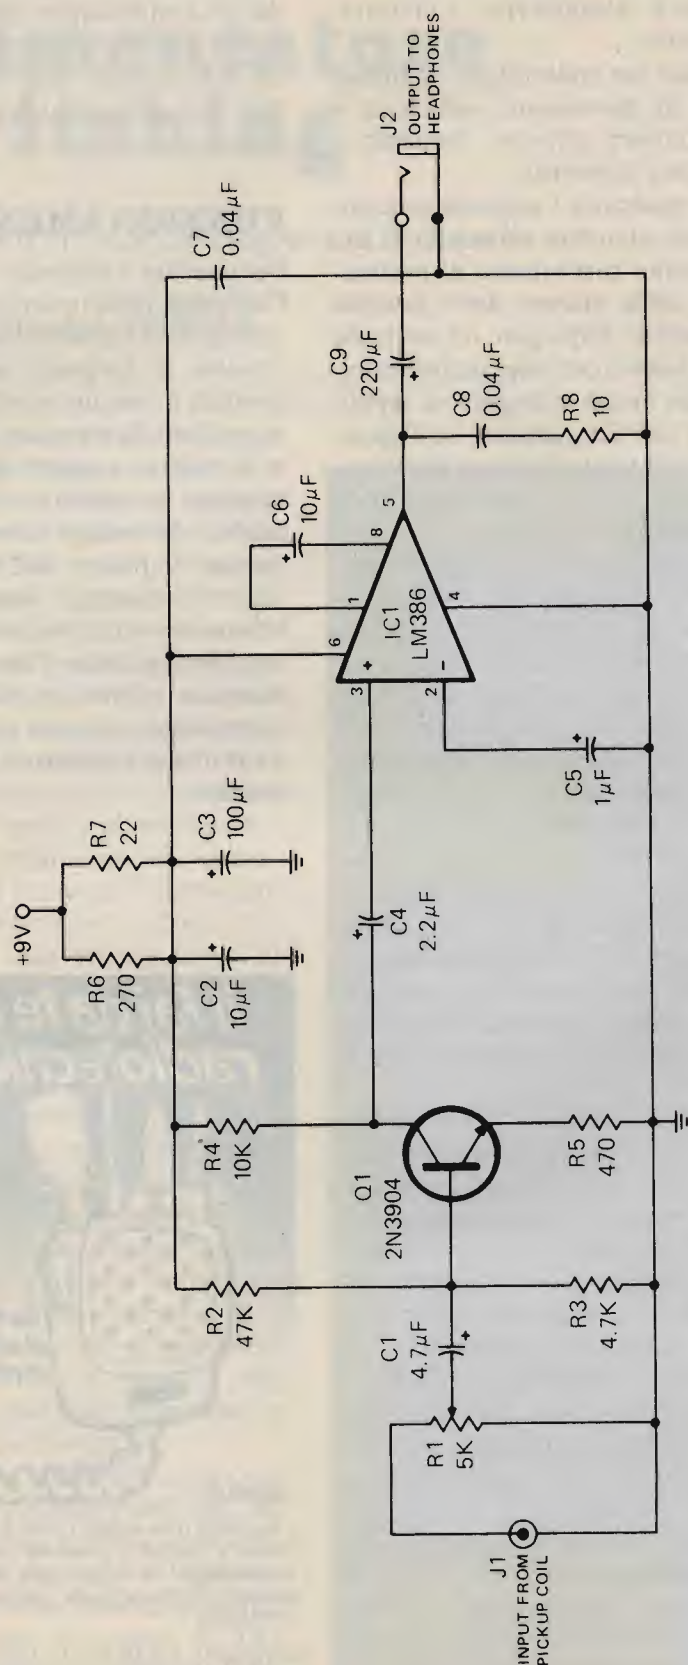 J1
INPUT FROM
PICKUP COIL
R1
5K
C1
4.7µF
+
R2
47K
R3
4.7K
Q1
2N3904
R4
10K
R5
470
+9V
R6
270
R7
22
C2
10µF
+
C3
100µF
+
C4
2.2µF
+
C5
1µF
+
IC1
LM386
3
+
2
-
6
1
8
4
5
C6
10µF
+
C9
220µF
+
C8
0.04µF
R8
10
C7
0.04µF
J2
OUTPUT TO
HEADPHONES